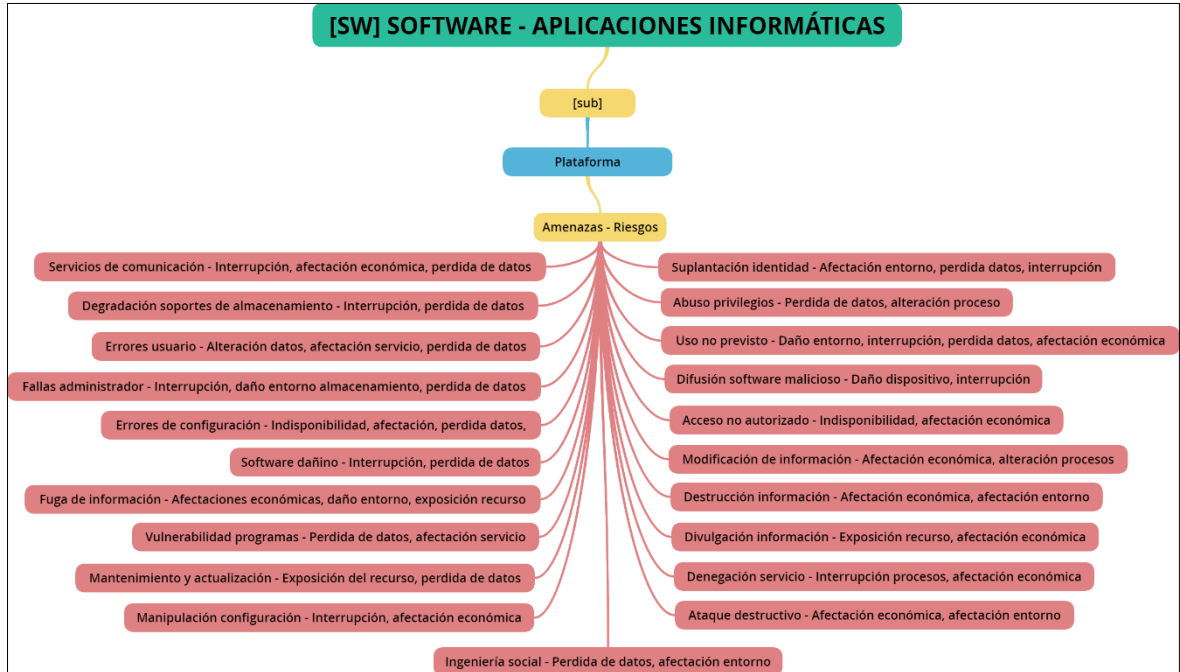 [SW] SOFTWARE - APLICACIONES INFORMÁTICAS
[sub]
Plataforma
Amenazas - Riesgos
Servicios de comunicación - Interrupción, afectación económica, perdida de datos
Degradación soportes de almacenamiento - Interrupción, perdida de datos
Errores usuario - Alteración datos, afectación servicio, perdida de datos
Fallas administrador - Interrupción, daño entorno almacenamiento, perdida de datos
Errores de configuración - Indisponibilidad, afectación, perdida datos,
Software dañino - Interrupción, perdida de datos
Fuga de información - Afectaciones económicas, daño entorno, exposición recurso
Vulnerabilidad programas - Perdida de datos, afectación servicio
Mantenimiento y actualización - Exposición del recurso, perdida de datos
Manipulación configuración - Interrupción, afectación económica
Suplantación identidad - Afectación entorno, perdida datos, interrupción
Abuso privilegios - Perdida de datos, alteración proceso
Uso no previsto - Daño entorno, interrupción, perdida datos, afectación económica
Difusión software malicioso - Daño dispositivo, interrupción
Acceso no autorizado - Indisponibilidad, afectación económica
Modificación de información - Afectación económica, alteración procesos
Destrucción información - Afectación económica, afectación entorno
Divulgación información - Exposición recurso, afectación económica
Denegación servicio - Interrupción procesos, afectación económica
Ataque destructivo - Afectación económica, afectación entorno
Ingeniería social - Perdida de datos, afectación entorno